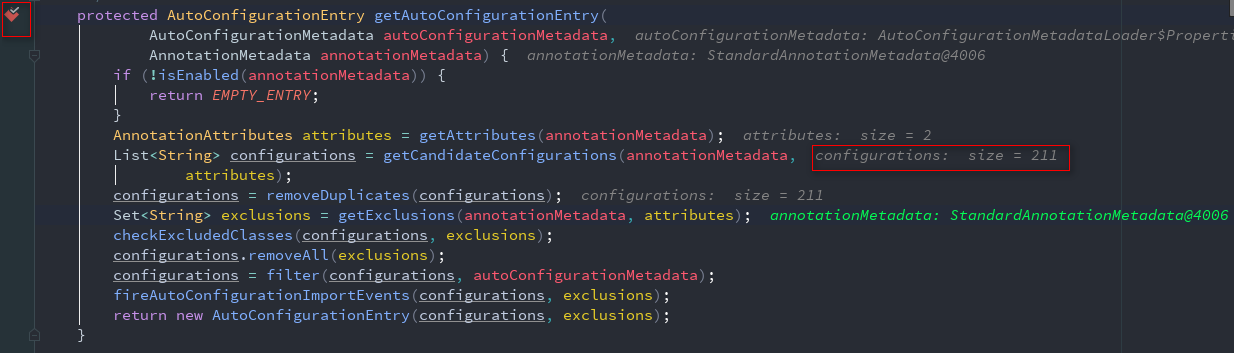 protected AutoConfigurationEntry getAutoConfigurationEntry(
AutoConfigurationMetadata autoConfigurationMetadata, autoConfigurationMetadata: AutoConfigurationMetadataLoader$Properti
AnnotationMetadata annotationMetadata) { annotationMetadata: StandardAnnotationMetadata@4006
if (!isEnabled(annotationMetadata)) {
return EMPTY_ENTRY;
}
AnnotationAttributes attributes = getAttributes(annotationMetadata); attributes: size = 2
List<String> configurations = getCandidateConfigurations(annotationMetadata, configurations: size = 211
attributes);
configurations = removeDuplicates(configurations); configurations: size = 211
Set<String> exclusions = getExclusions(annotationMetadata, attributes); annotationMetadata: StandardAnnotationMetadata@4006
checkExcludedClasses(configurations, exclusions);
configurations.removeAll(exclusions);
configurations = filter(configurations, autoConfigurationMetadata);
fireAutoConfigurationImportEvents(configurations, exclusions);
return new AutoConfigurationEntry(configurations, exclusions);
}